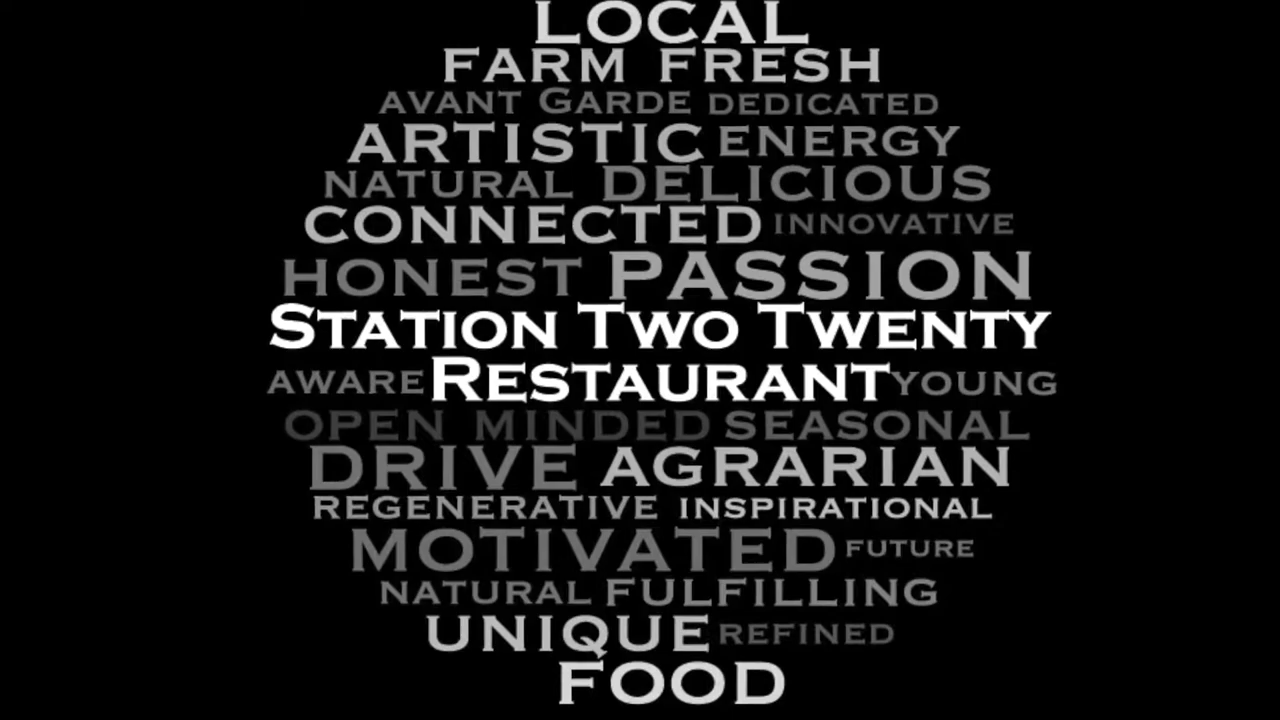 LOCAL
FARM FRESH
AVANT GARDE DEDICATED
ARTISTIC ENERGY
NATURAL DELICIOUS
CONNECTED INNOVATIVE
HONEST PASSION
STATION TWO TWENTY
AWARE RESTAURANT YOUNG
OPEN MINDED SEASONAL
DRIVE AGRARIAN
REGENERATIVE INSPIRATIONAL
MOTIVATED FUTURE
NATURAL FULFILLING
UNIQUE REFINED
FOOD